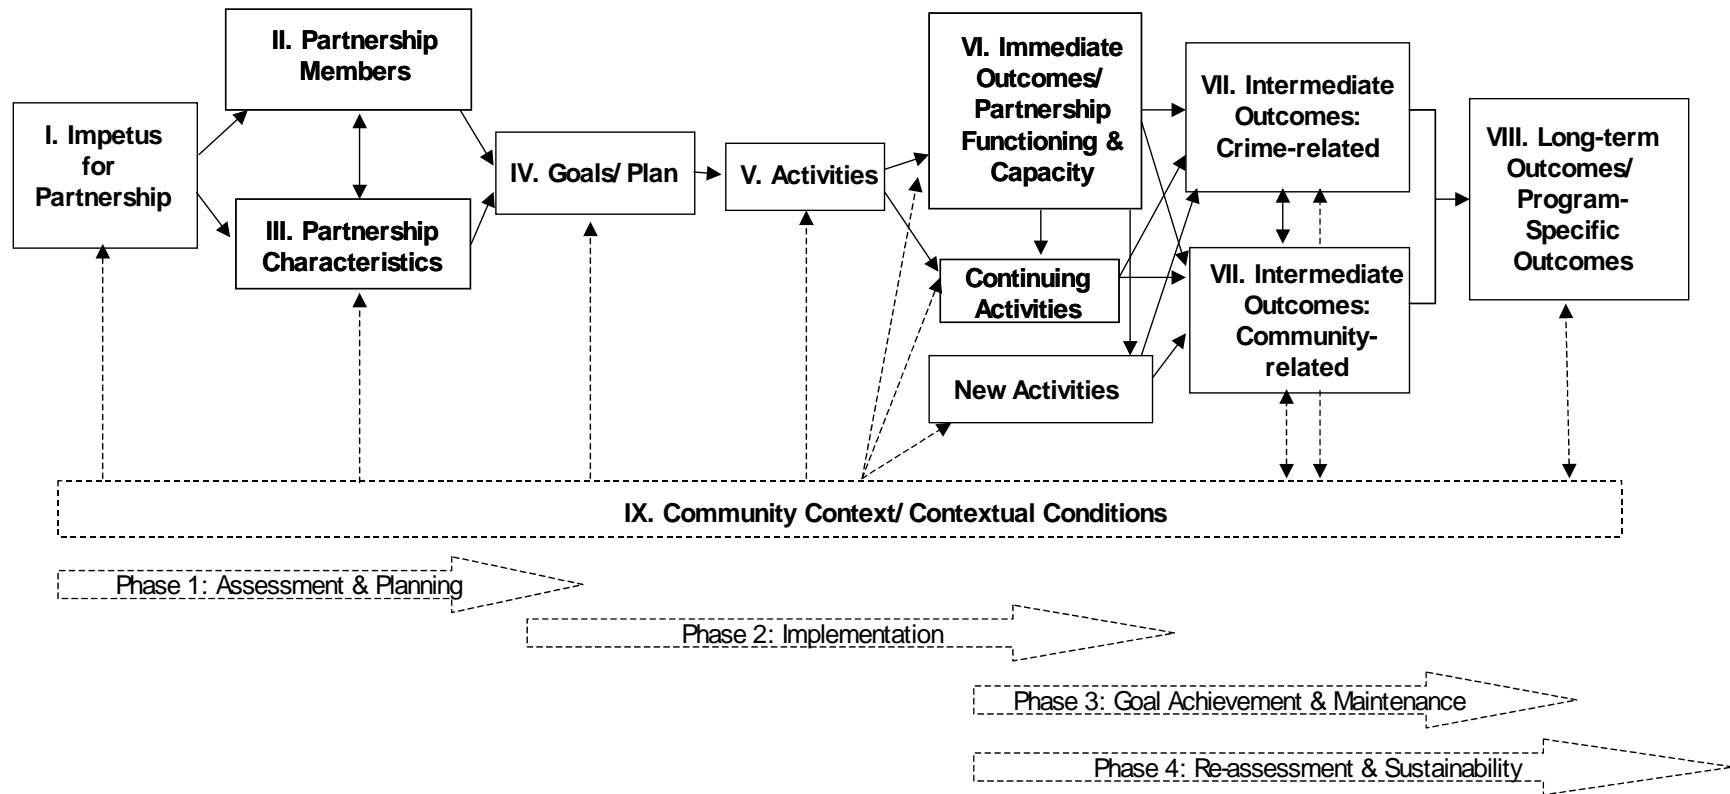 I. Impetus
for
Partnership
II. Partnership
Members
III. Partnership
Characteristics
IV. Goals/ Plan
V. Activities
VI. Immediate
Outcomes/
Partnership
Functioning &
Capacity
Continuing
Activities
New Activities
VII. Intermediate
Outcomes:
Crime-related
VII. Intermediate
Outcomes:
Community-
related
VIII. Long-term
Outcomes/
Program-
Specific
Outcomes
IX. Community Context/ Contextual Conditions
Phase 1: Assessment & Planning
Phase 2: Implementation
Phase 3: Goal Achievement & Maintenance
Phase 4: Re-assessment & Sustainability